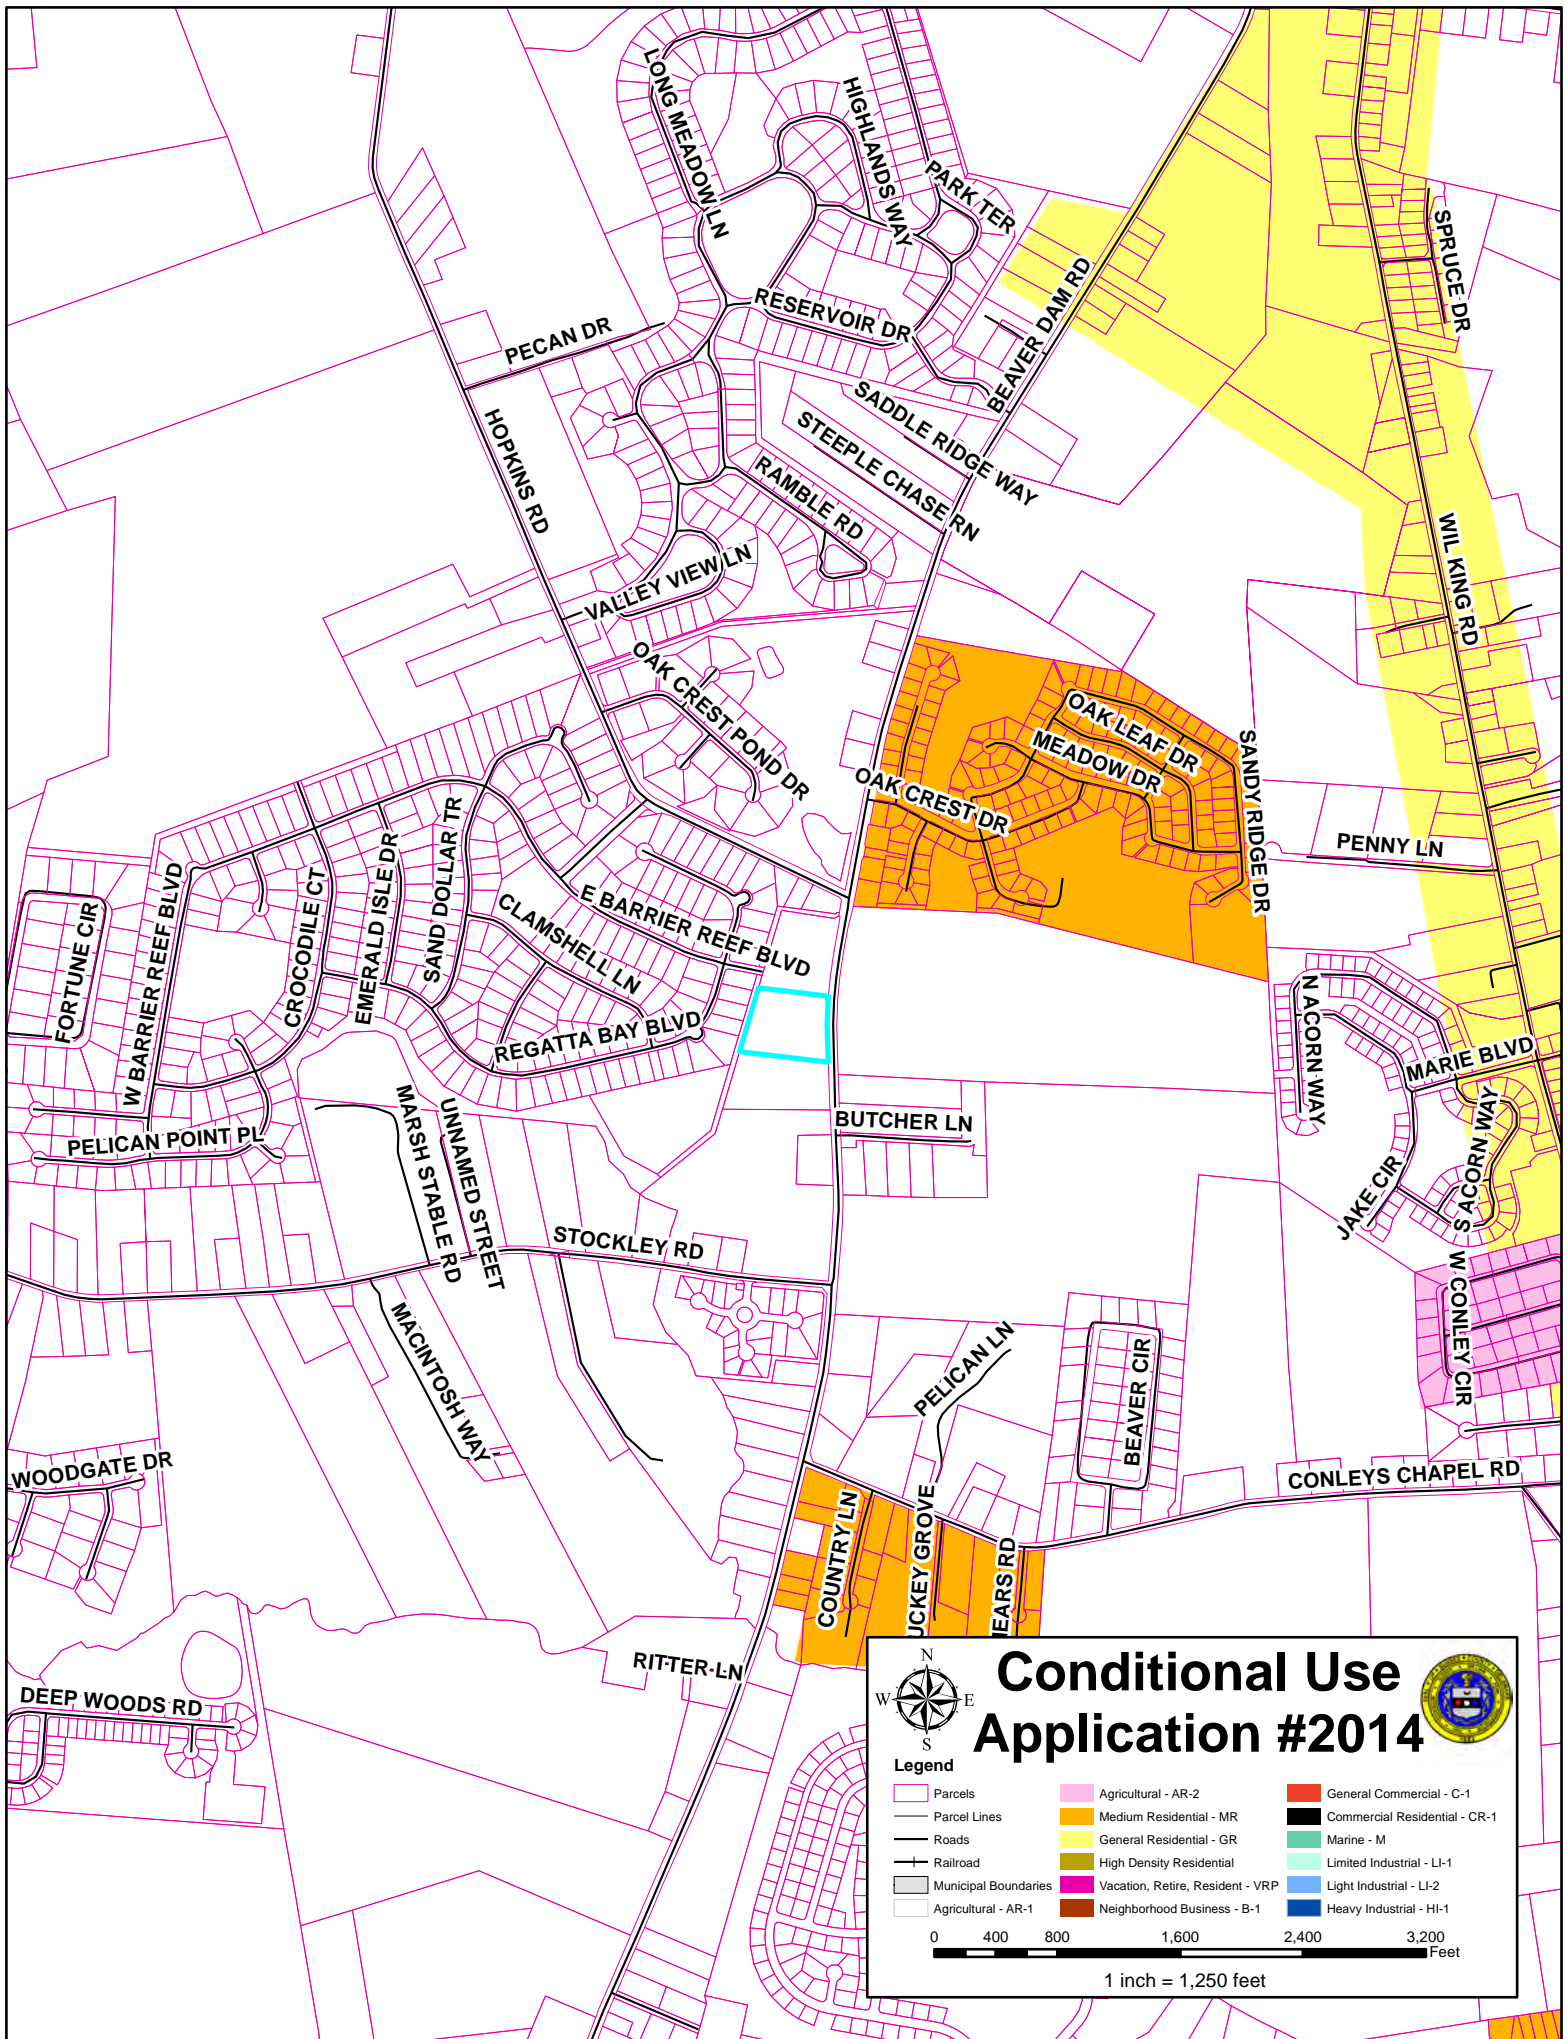 LONG MEADOW LN
HIGHLANDS WAY
PARK TER
SPRUCE DR
BEAVER DAM RD
RESERVOIR DR
PECAN DR
HOPKINS RD
SADDLE RIDGE WAY
STEEPLE CHASE RN
RAMBLE RD
WIL KING RD
VALLEY VIEW LN
OAK CREST POND DR
OAK LEAF DR
MEADOW DR
SANDY RIDGE DR
OAK CREST DR
PENNY LN
SAND DOLLAR TR
EMERALD ISLE DR
CROCODILE CT
W BARRIER REEF BLVD
FORTUNE CIR
CLAMSHELL LN
E BARRIER REEF BLVD
REGATTA BAY BLVD
N ACORN WAY
MARIE BLVD
BUTCHER LN
PELICAN POINT PL
MARSH STABLE RD
UNNAMED STREET
S ACORN WAY
JAKE CIR
STOCKLEY RD
W CONLEY CIR
MACINTOSH WAY
PELICAN LN
BEAVER CIR
WOODGATE DR
CONLEYS CHAPEL RD
COUNTRY LN
UCKEY GROVE
EARS RD
RITTER LN
DEEP WOODS RD
N
W E
S
Conditional Use
Application #2014
Legend
Parcels
Parcel Lines
Roads
Railroad
Municipal Boundaries
Agricultural - AR-1
Agricultural - AR-2
Medium Residential - MR
General Residential - GR
High Density Residential
Vacation, Retire, Resident - VRP
Neighborhood Business - B-1
General Commercial - C-1
Commercial Residential - CR-1
Marine - M
Limited Industrial - LI-1
Light Industrial - LI-2
Heavy Industrial - HI-1
0 400 800 1,600 2,400 3,200
Feet
1 inch = 1,250 feet